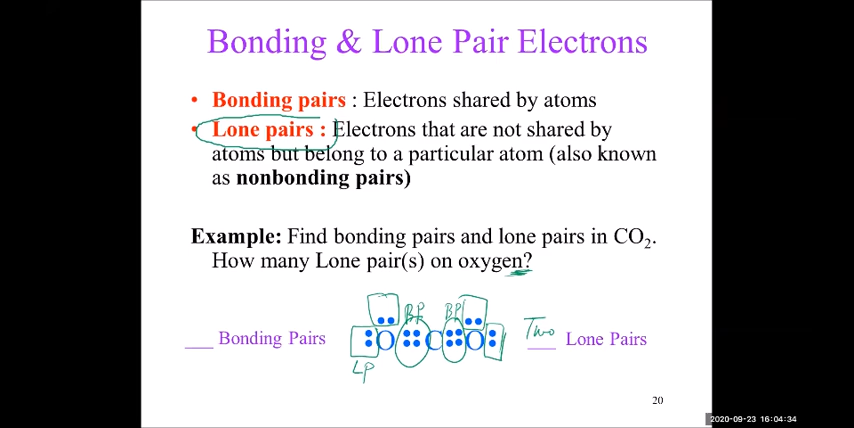 Bonding & Lone Pair Electrons
• Bonding pairs : Electrons shared by atoms
• Lone pairs : Electrons that are not shared by
atoms but belong to a particular atom (also known
as nonbonding pairs)
Example: Find bonding pairs and lone pairs in CO₂.
How many Lone pair(s) on oxygen?
BP BP
___ Bonding Pairs O C O Two ___ Lone Pairs
LP
20
2020-09-23 16:04:34